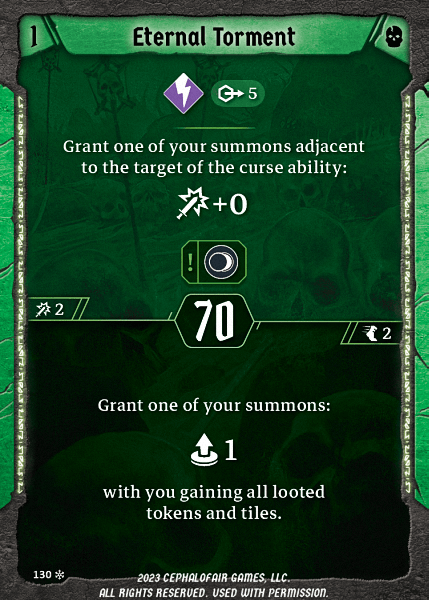 1
Eternal Torment
5
Grant one of your summons adjacent
to the target of the curse ability:
+0
!
2
70
2
Grant one of your summons:
1
with you gaining all looted
tokens and tiles.
130
2023 CEPHALOFAIR GAMES, LLC.
ALL RIGHTS RESERVED. USED WITH PERMISSION.